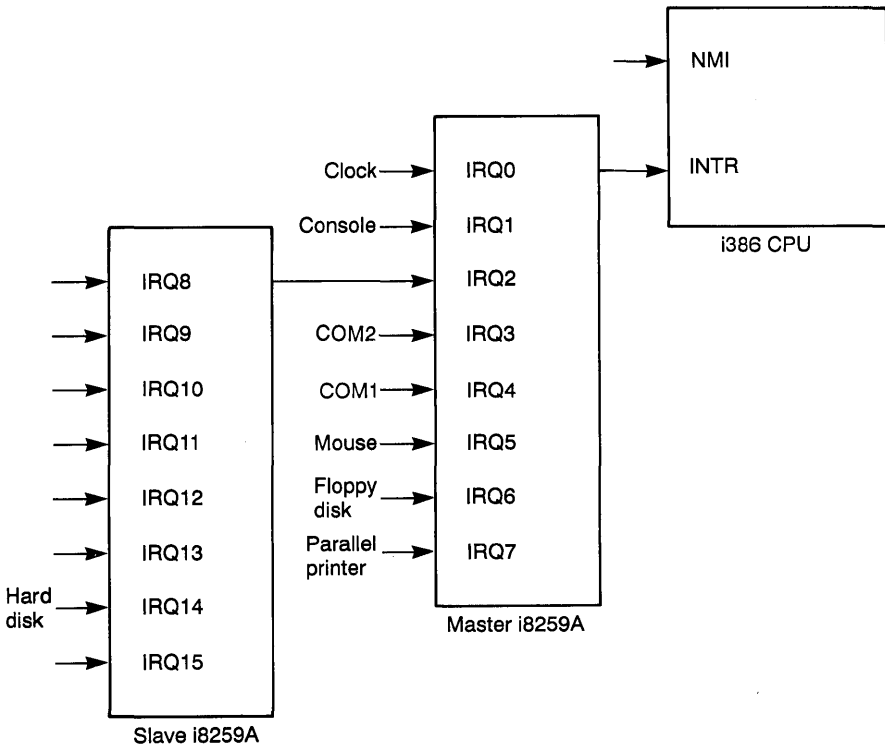 NMI
INTR
i386 CPU
Clock
IRQ0
Console
IRQ1
IRQ2
COM2
IRQ3
COM1
IRQ4
Mouse
IRQ5
Floppy
disk
IRQ6
Parallel
printer
IRQ7
Master i8259A
IRQ8
IRQ9
IRQ10
IRQ11
IRQ12
IRQ13
Hard
disk
IRQ14
IRQ15
Slave i8259A